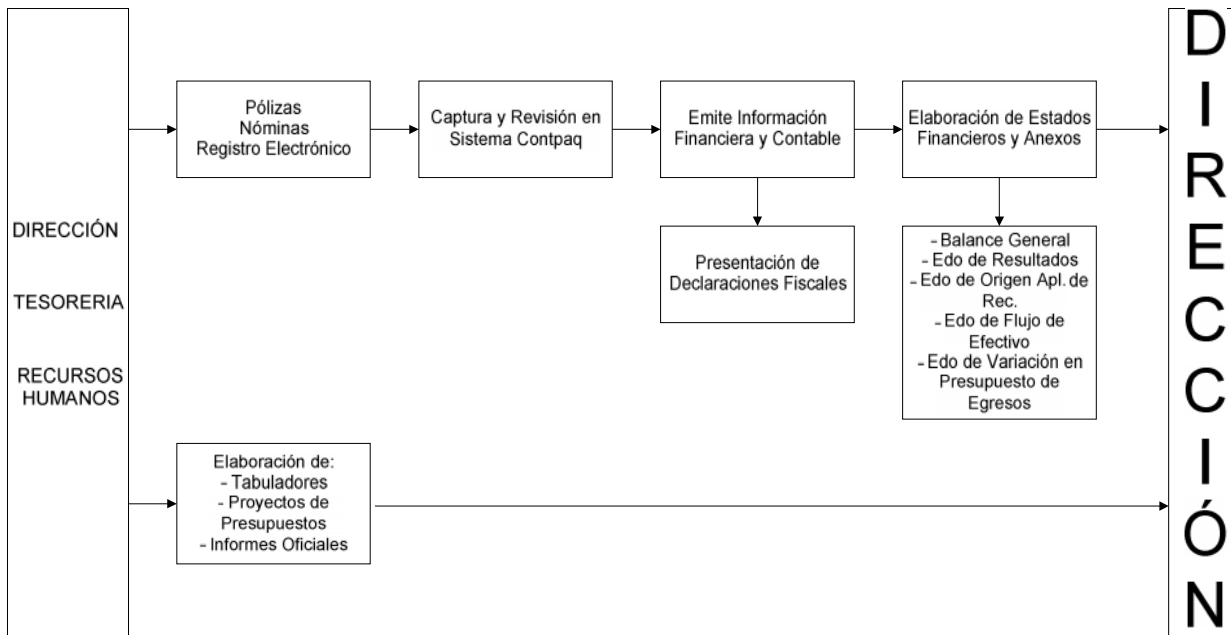 DIRECCIÓN
TESORERIA
RECURSOS
HUMANOS
Pólizas
Nóminas
Registro Electrónico
Captura y Revisión en
Sistema Contpaq
Emite Información
Financiera y Contable
Elaboración de Estados
Financieros y Anexos
Presentación de
Declaraciones Fiscales
- Balance General
- Edo de Resultados
- Edo de Origen Apl. de
Rec.
- Edo de Flujo de
Efectivo
- Edo de Variación en
Presupuesto de
Egresos
Elaboración de:
- Tabuladores
- Proyectos de
Presupuestos
- Informes Oficiales
D
I
R
E
C
C
I
Ó
N